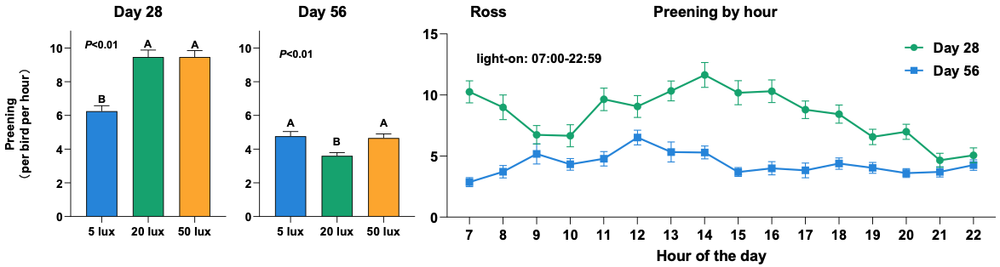 Day 28
Preening
(per bird per hour)
10
8
6
4
2
0
P<0.01
B
A
A
5 lux
20 lux
50 lux
Day 56
10
8
6
4
2
0
P<0.01
A
B
A
5 lux
20 lux
50 lux
Ross
Preening by hour
15
10
5
0
light-on: 07:00-22:59
Day 28
Day 56
7 8 9 10 11 12 13 14 15 16 17 18 19 20 21 22
Hour of the day